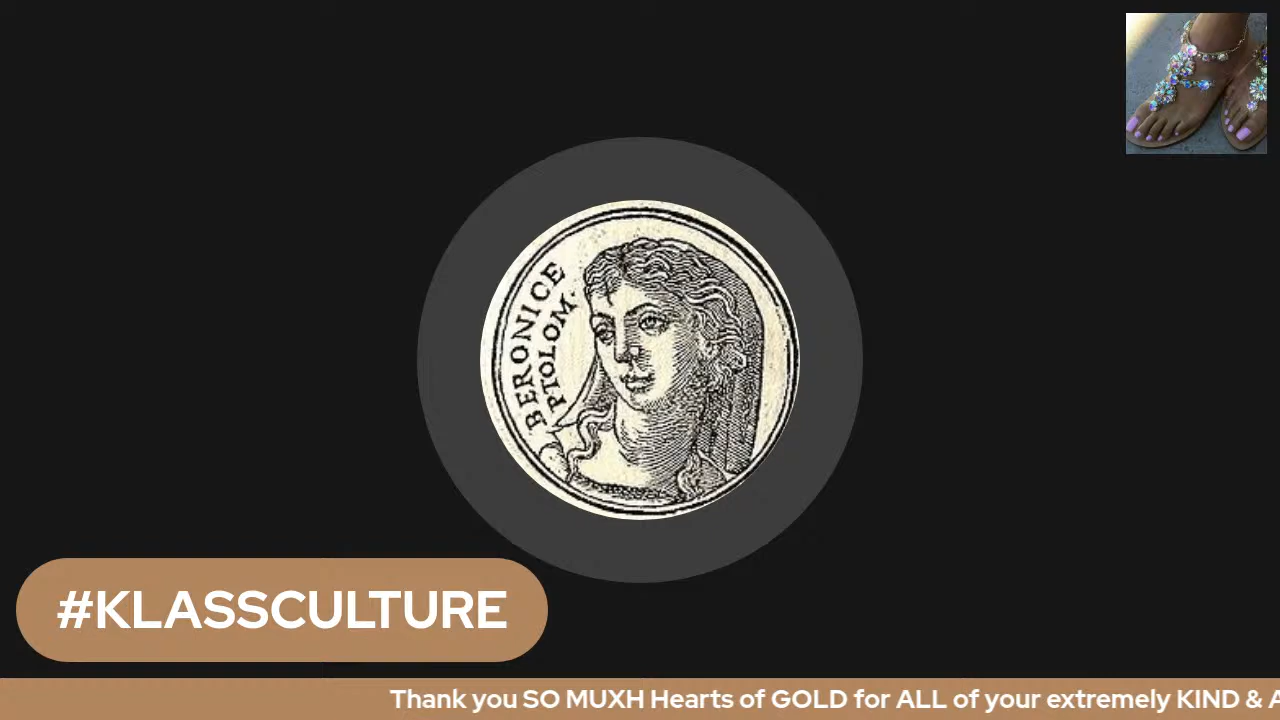 BERONICE
PTOLOM.
#KLASSCULTURE
Thank you SO MUXH Hearts of GOLD for ALL of your extremely KIND &